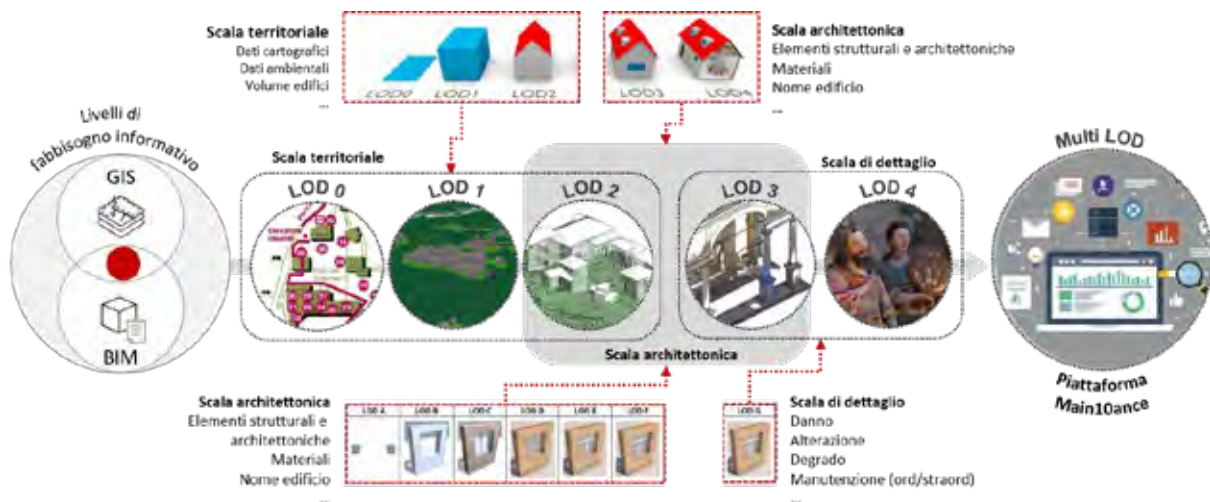 Scala territoriale
Dati cartografici
Dati ambientali
Volume edifici
...
LOD0
LOD1
LOD2
LOD3
LOD4
Scala architettonica
Elementi strutturali e architettoniche
Materiali
Nome edificio
...
Livelli di
fabbisogno informativo
GIS
BIM
Scala territoriale
LOD 0
LOD 1
LOD 2
LOD 3
LOD 4
Scala di dettaglio
Scala architettonica
Multi LOD
Piattaforma
Main10ance
Scala architettonica
Elementi strutturali e
architettoniche
Materiali
Nome edificio
LOD A
LOD B
LOD C
LOD D
LOD E
LOD F
LOD G
Scala di dettaglio
Danno
Alterazione
Degrado
Manutenzione (ord/straord)